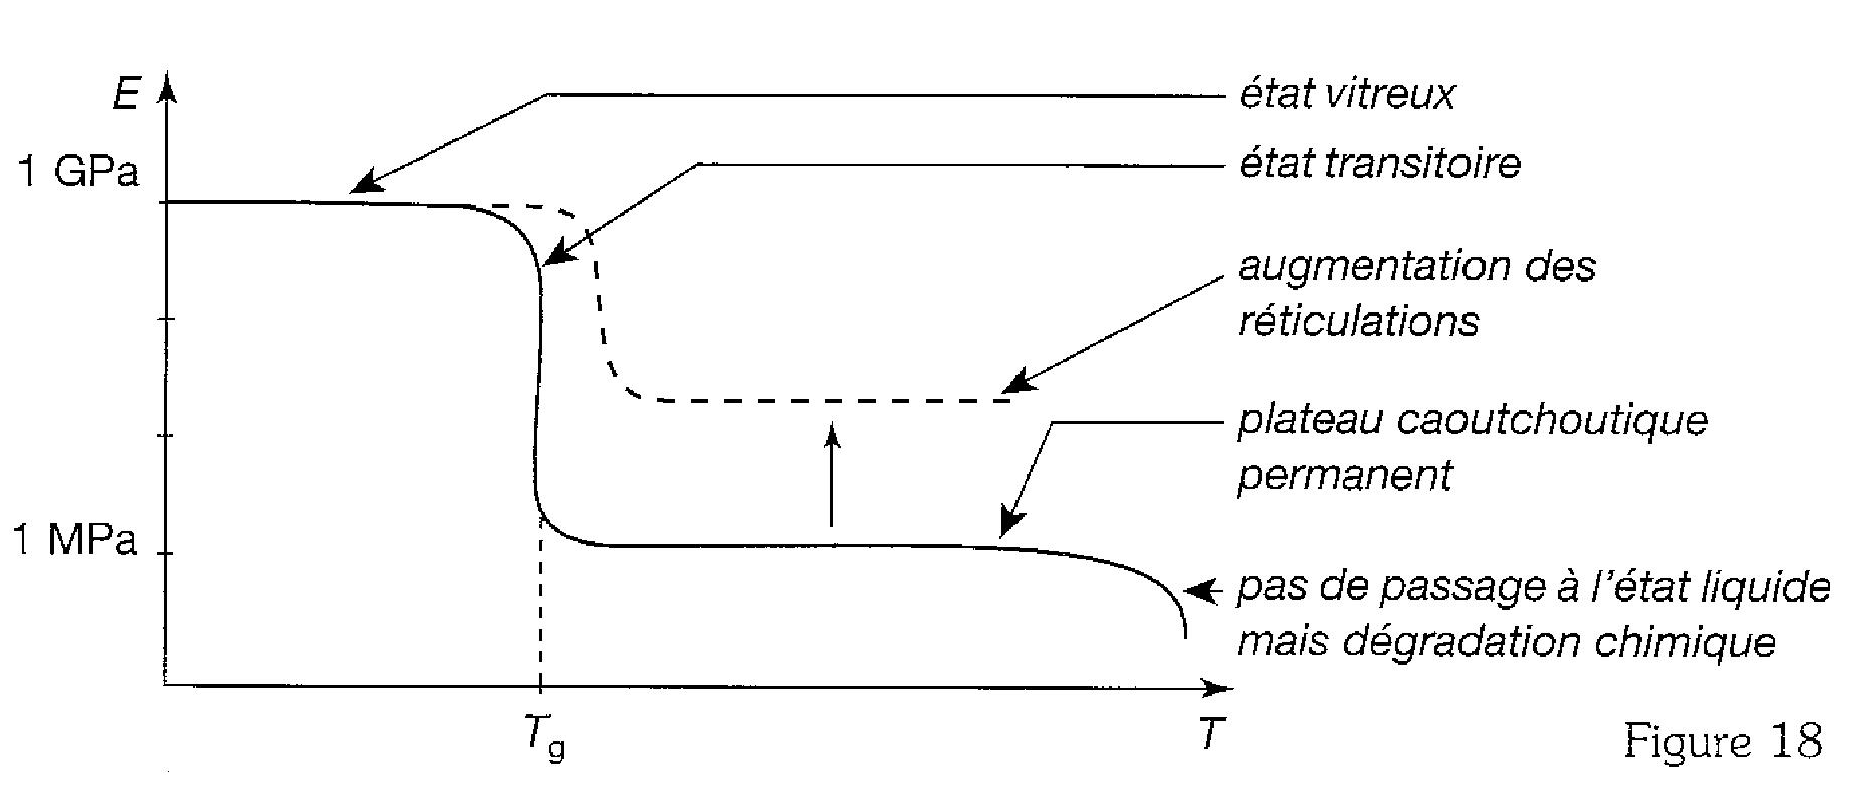 E
état vitreux
1 GPa
état transitoire
augmentation des
réticulations
plateau caoutchoutique
permanent
1 MPa
pas de passage à l'état liquide
mais dégradation chimique
Tg
T
Figure 18